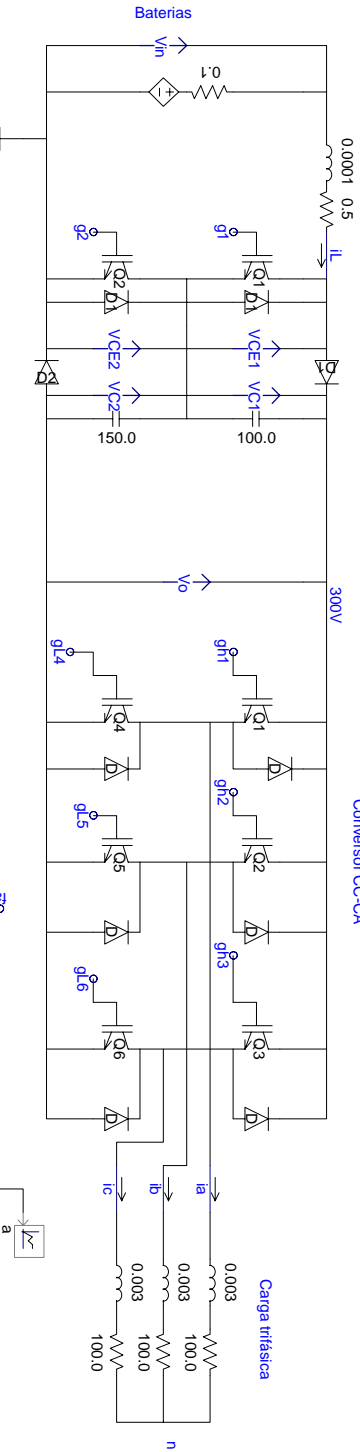 Baterias
Vin
0.1
0.0001
0.5
iL
g1
g2
Q1
Q2
D1
D1
VCE1
VCE2
D1
D2
VC1
VC2
100.0
150.0
Vo
300V
Conversor CC-CA
gh1
gL4
Q1
Q4
D
D
gh2
gL5
Q2
Q5
D
D
gh3
gL6
Q3
Q6
D
D
ia
ib
ic
0.003
0.003
0.003
100.0
100.0
100.0
Carga trifásica
n
a